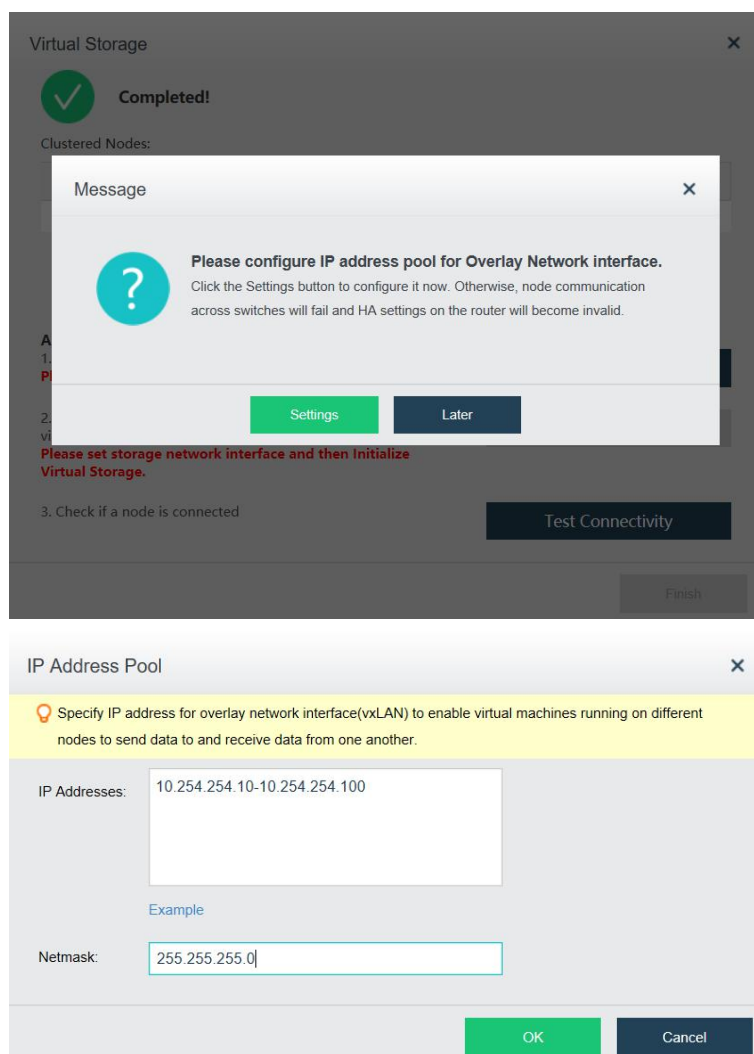 Virtual Storage
Completed!
Clustered Nodes:
Message
Please configure IP address pool for Overlay Network interface.
Click the Settings button to configure it now. Otherwise, node communication
across switches will fail and HA settings on the router will become invalid.
A
1.
Pl
Settings
Later
2.
vi
Please set storage network interface and then Initialize
Virtual Storage.
3. Check if a node is connected
Test Connectivity
Finish
IP Address Pool
Specify IP address for overlay network interface(vxLAN) to enable virtual machines running on different
nodes to send data to and receive data from one another.
IP Addresses:
10.254.254.10-10.254.254.100
Example
Netmask:
255.255.255.0
OK
Cancel